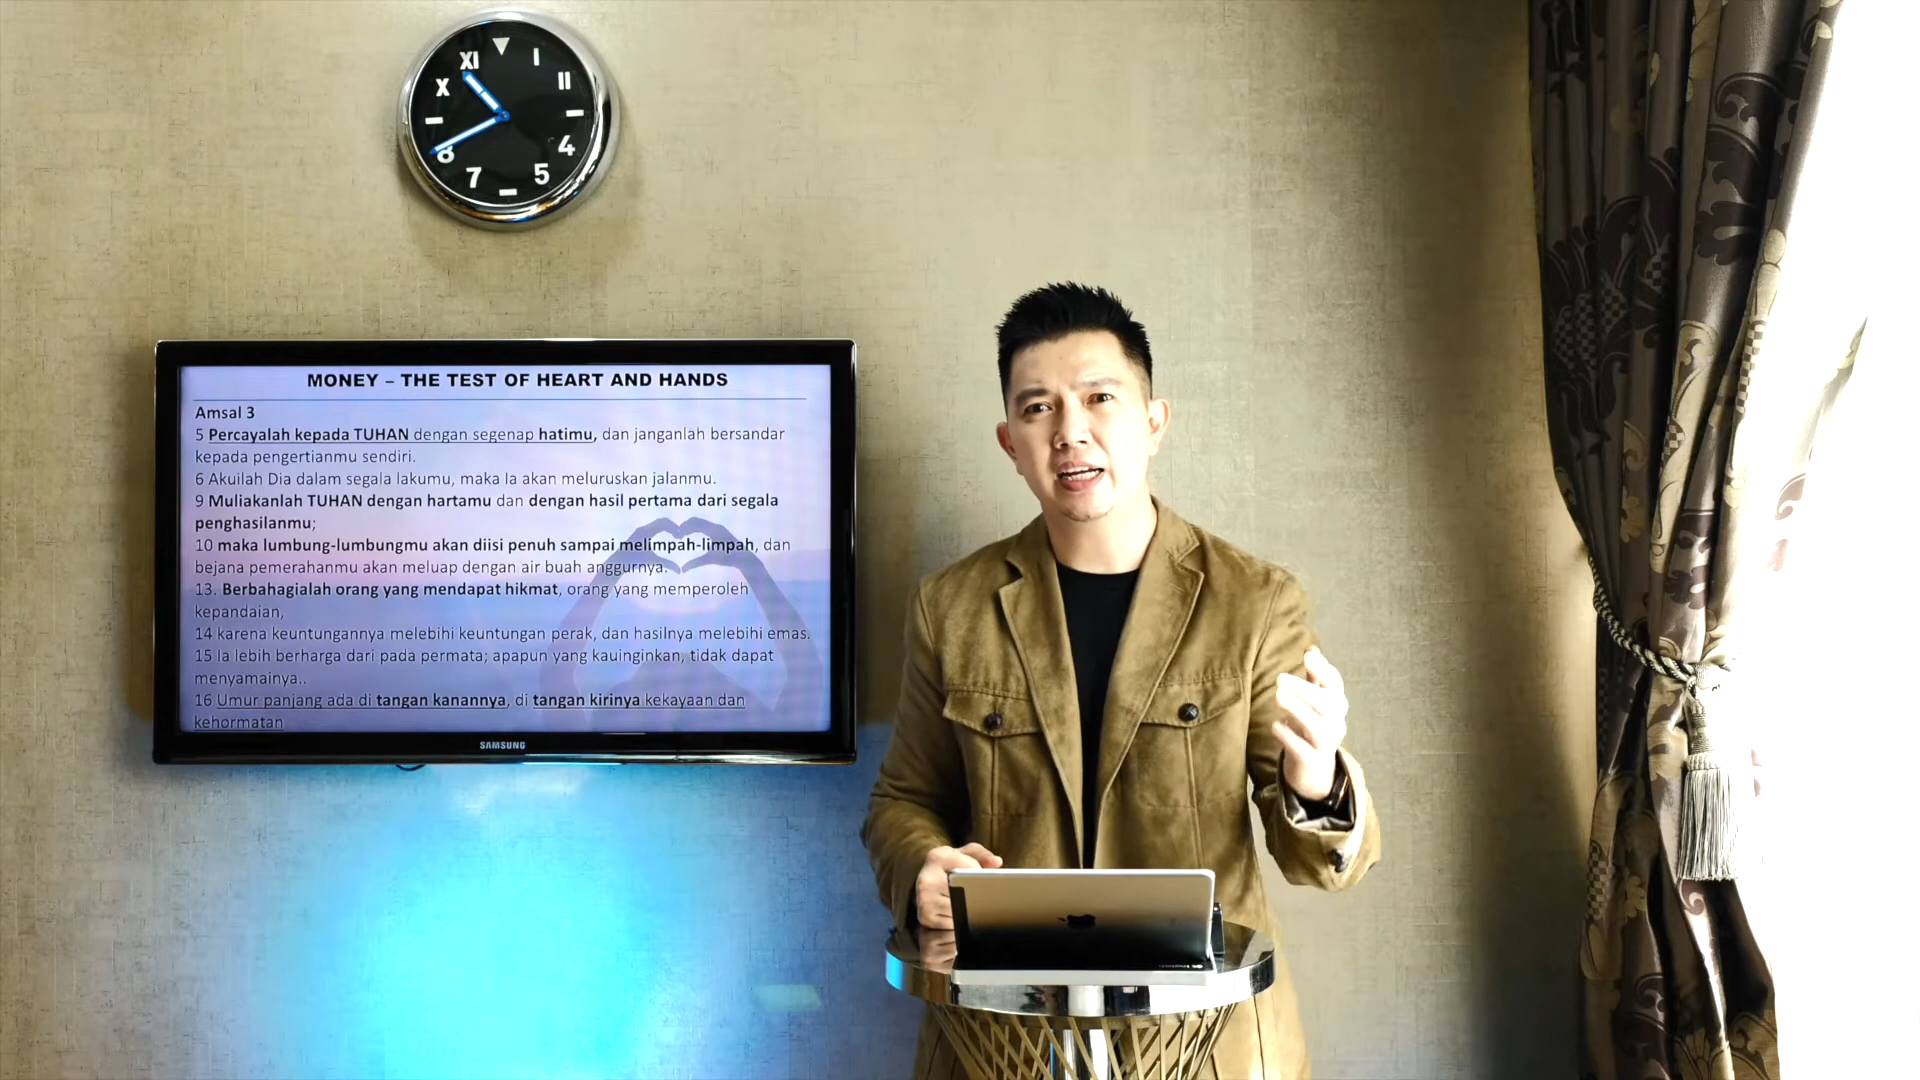 XI
I
X
II
4
8
5
7
MONEY – THE TEST OF HEART AND HANDS
Amsal 3
5 Percayalah kepada TUHAN dengan segenap hatimu, dan janganlah bersandar
kepada pengertianmu sendiri.
6 Akuilah Dia dalam segala lakumu, maka Ia akan meluruskan jalanmu.
9 Muliakanlah TUHAN dengan hartamu dan dengan hasil pertama dari segala
penghasilanmu;
10 maka lumbung-lumbungmu akan diisi penuh sampai melimpah-limpah, dan
bejana pemerahanmu akan meluap dengan air buah anggurnya.
13. Berbahagialah orang yang mendapat hikmat, orang yang memperoleh
kepandaian,
14 karena keuntungannya melebihi keuntungan perak, dan hasilnya melebihi emas.
15 Ia lebih berharga dari pada permata; apapun yang kauinginkan, tidak dapat
menyamainya..
16 Umur panjang ada di tangan kanannya, di tangan kirinya kekayaan dan
kehormatan
SAMSUNG